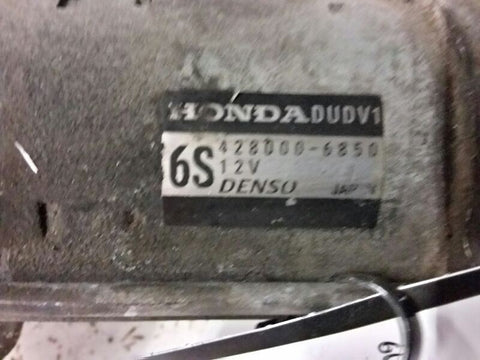 HONDA DUDV1
6S 428000-6850
12V
DENSO JAPAN